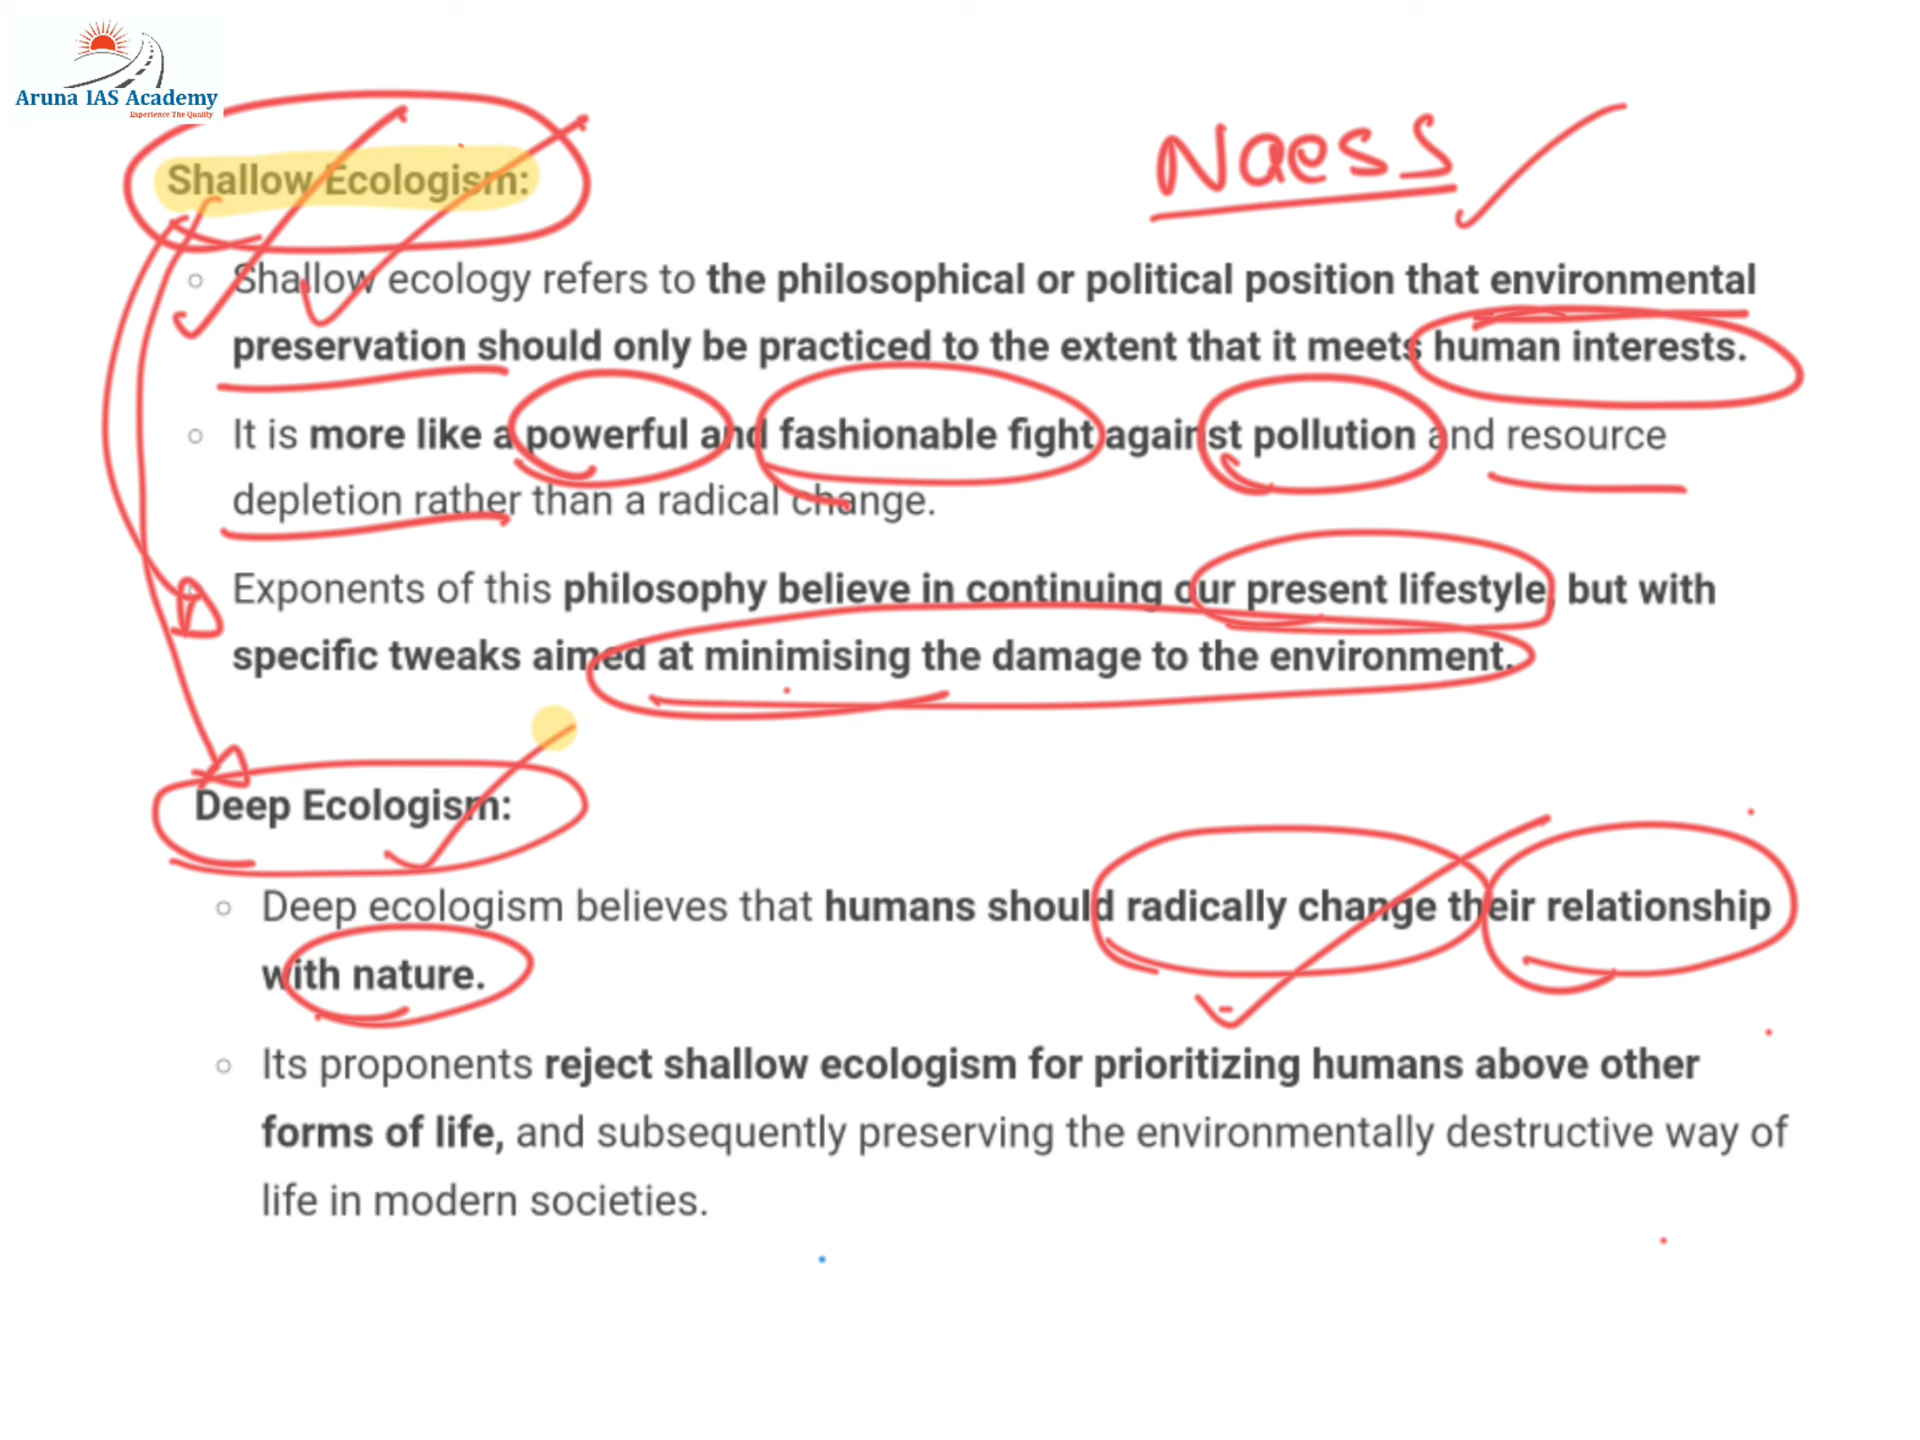 Aruna IAS Academy
Experience The Quality
Naess
Shallow Ecologism:
Shallow ecology refers to the philosophical or political position that environmental
preservation should only be practiced to the extent that it meets human interests.
It is more like a powerful and fashionable fight against pollution and resource
depletion rather than a radical change.
Exponents of this philosophy believe in continuing our present lifestyle, but with
specific tweaks aimed at minimising the damage to the environment.
Deep Ecologism:
Deep ecologism believes that humans should radically change their relationship
with nature.
Its proponents reject shallow ecologism for prioritizing humans above other
forms of life, and subsequently preserving the environmentally destructive way of
life in modern societies.